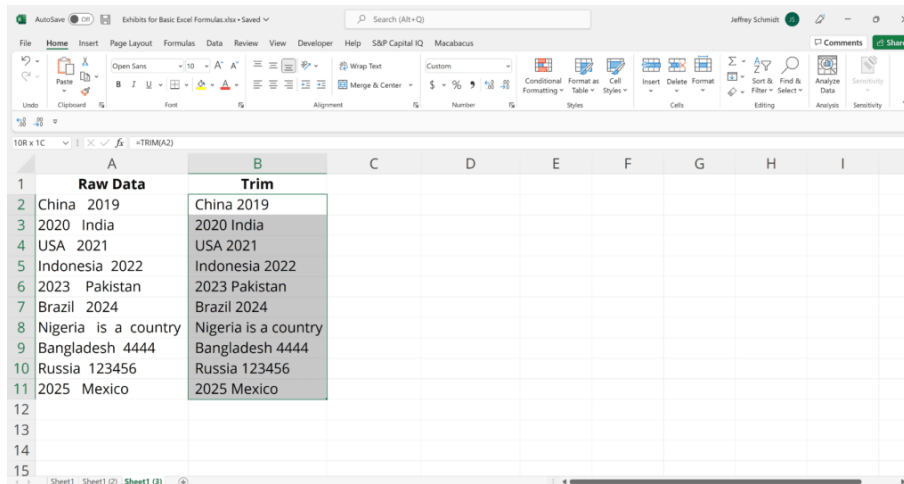 AutoSave Off Exhibits for Basic Excel Formulas.xlsx • Saved Search (Alt+Q) Jeffrey Schmidt JS
File Home Insert Page Layout Formulas Data Review View Developer Help S&P Capital IQ Macabacus Comments Share
Open Sans 10 A^ A˅ Wrap Text Custom
Paste B I U A Merge & Center $ % 9 Conditional Formatting Format as Table Cell Styles Insert Delete Format Sort & Filter Find & Select Analyze Data Sensitivity
Undo Clipboard Font Alignment Number Styles Cells Editing Analysis Sensitivity
10R x 1C fx =TRIM(A2)
A B C D E F G H I
1 Raw Data Trim
2 China   2019 China 2019
3 2020   India 2020 India
4 USA   2021 USA 2021
5 Indonesia  2022 Indonesia 2022
6 2023    Pakistan 2023 Pakistan
7 Brazil   2024 Brazil 2024
8 Nigeria   is  a  country Nigeria is a country
9 Bangladesh  4444 Bangladesh 4444
10 Russia  123456 Russia 123456
11 2025   Mexico 2025 Mexico
12
13
14
15
Sheet1 Sheet1 (2) Sheet1 (3)